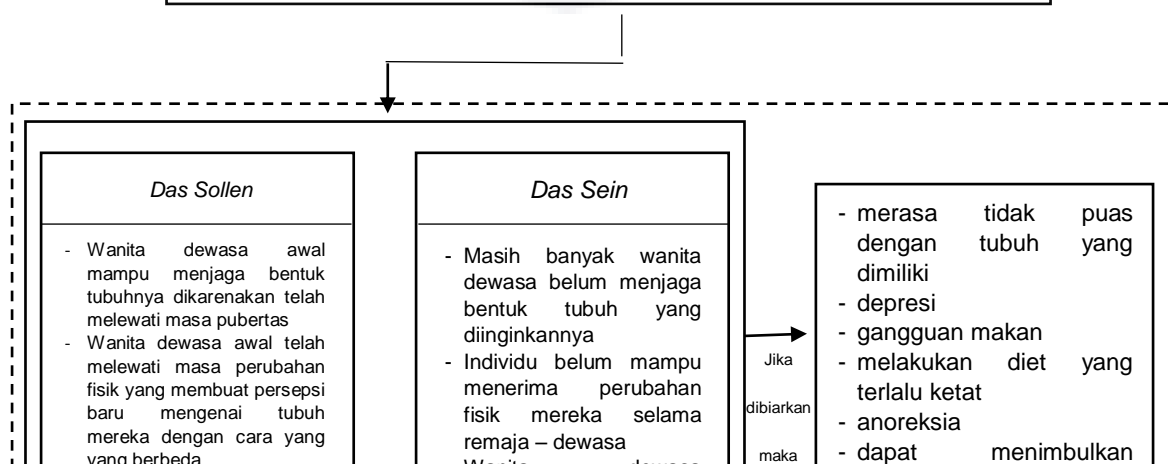 Das Sollen
- Wanita dewasa awal
mampu menjaga bentuk
tubuhnya dikarenakan telah
melewati masa pubertas
- Wanita dewasa awal telah
melewati masa perubahan
fisik yang membuat persepsi
baru mengenai tubuh
mereka dengan cara yang
yang berbeda
Das Sein
- Masih banyak wanita
dewasa belum menjaga
bentuk tubuh yang
diinginkannya
- Individu belum mampu
menerima perubahan
fisik mereka selama
remaja – dewasa
- Wanita dewasa
Jika
dibiarkan
maka
- merasa tidak puas
dengan tubuh yang
dimiliki
- depresi
- gangguan makan
- melakukan diet yang
terlalu ketat
- anoreksia
- dapat menimbulkan